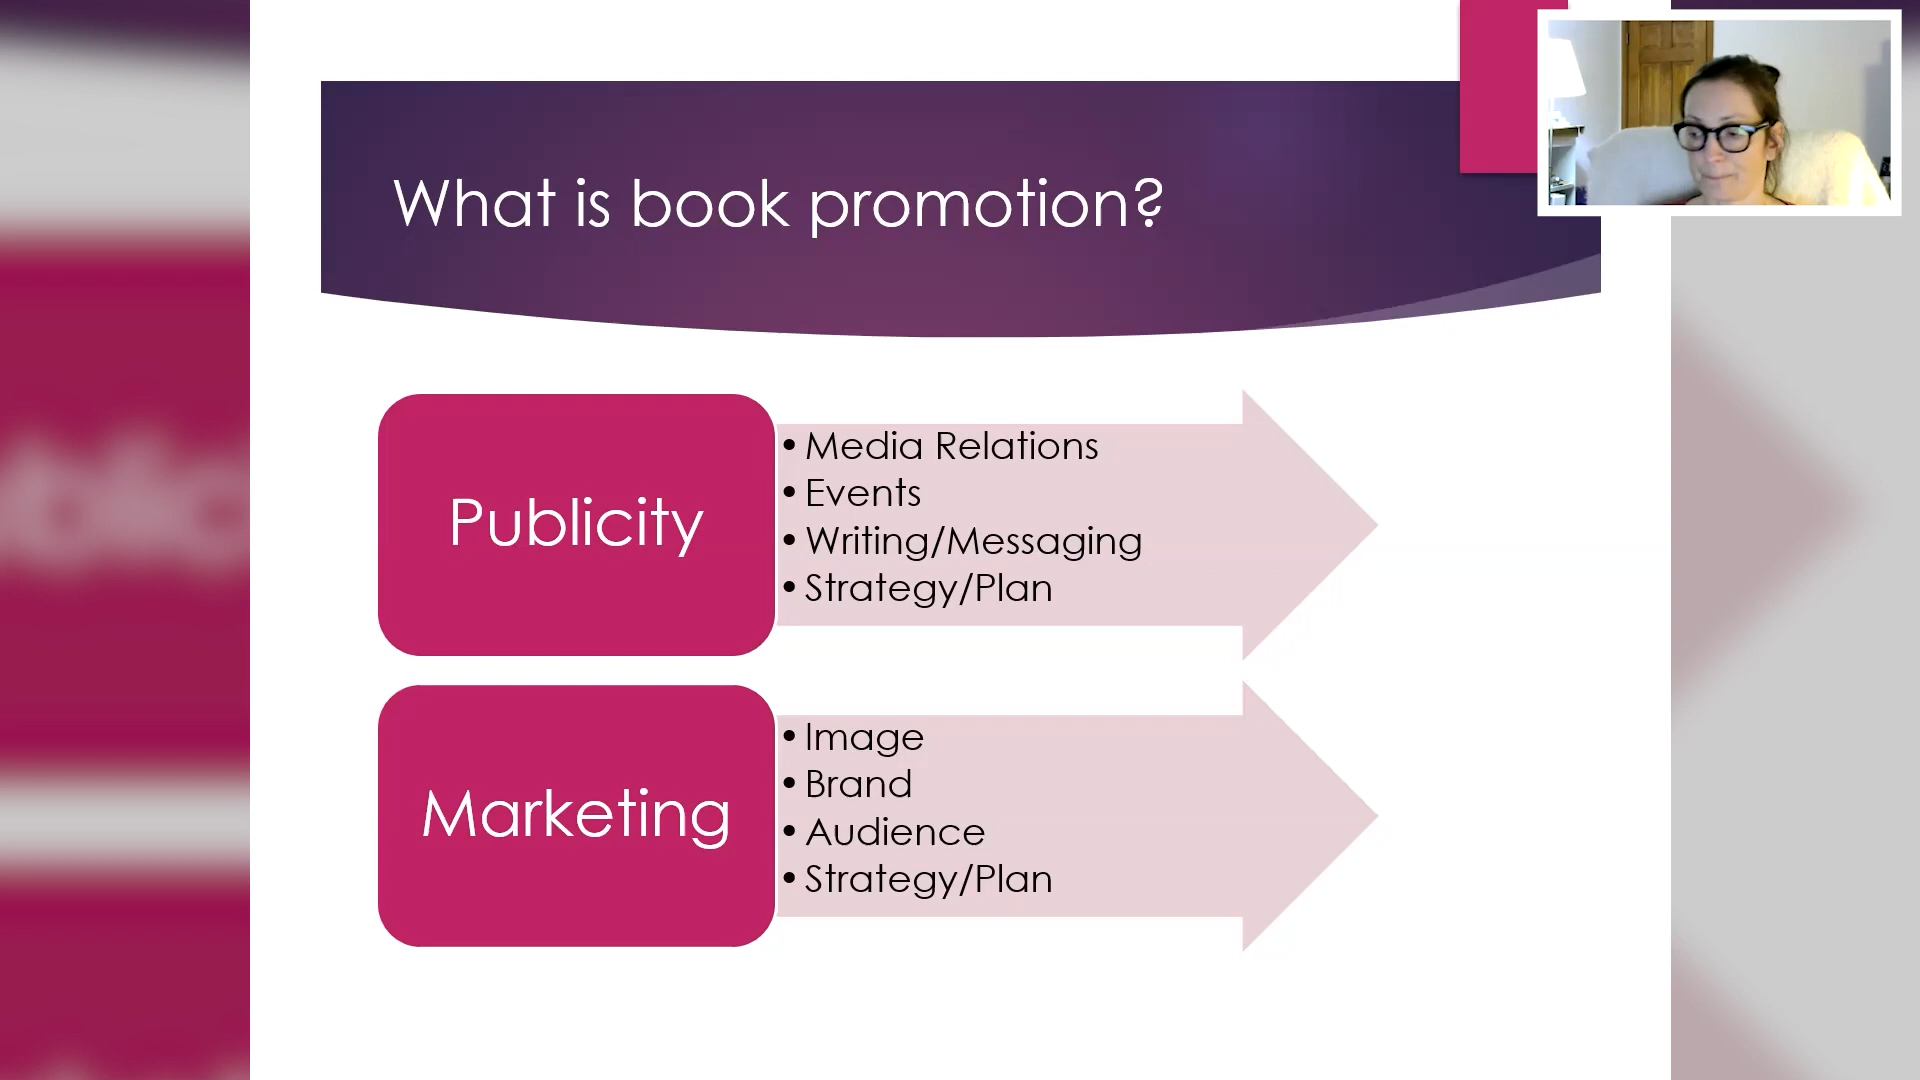 What is book promotion?
Publicity
• Media Relations
• Events
• Writing/Messaging
• Strategy/Plan
Marketing
• Image
• Brand
• Audience
• Strategy/Plan